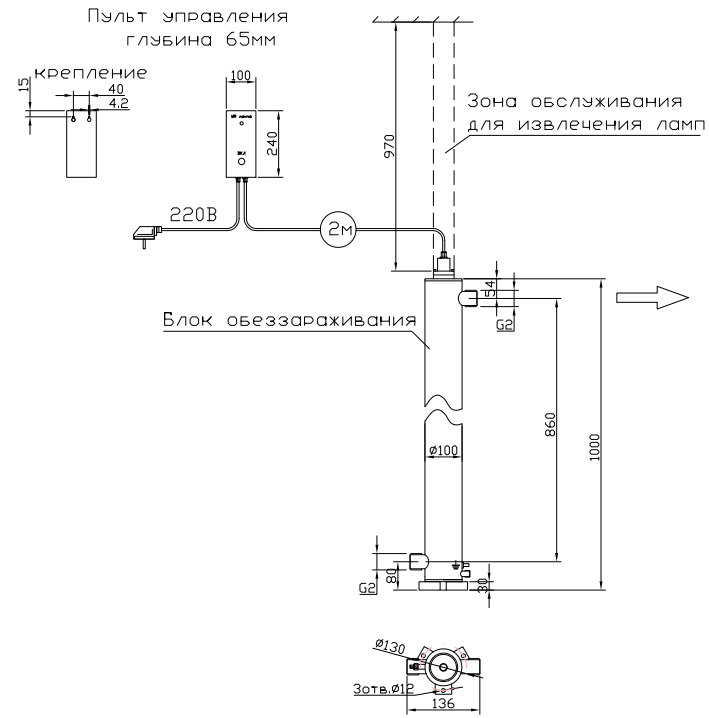 Пульт управления
глубина 65мм
крепление
15
40
4.2
100
240
ВКЛ
970
Зона обслуживания
для извлечения ламп
220В
2м
54
G2
Блок обеззараживания
860
1000
ø100
80
G2
30
ø130
3отв.ø12
136